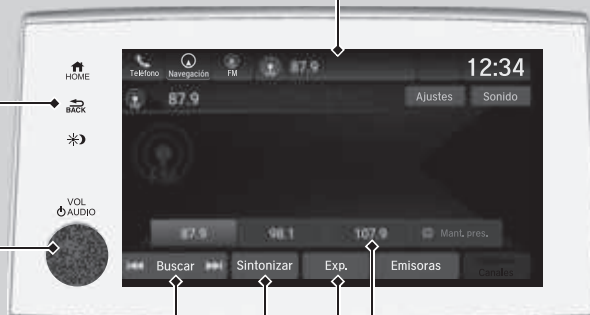 HOME
BACK
VOL
AUDIO
Teléfono Navegación FM 87.9 12:34
87.9 Ajustes Sonido
87.9 98.1 107.9 Mant. pres.
Buscar Sintonizar Exp. Emisoras Canales